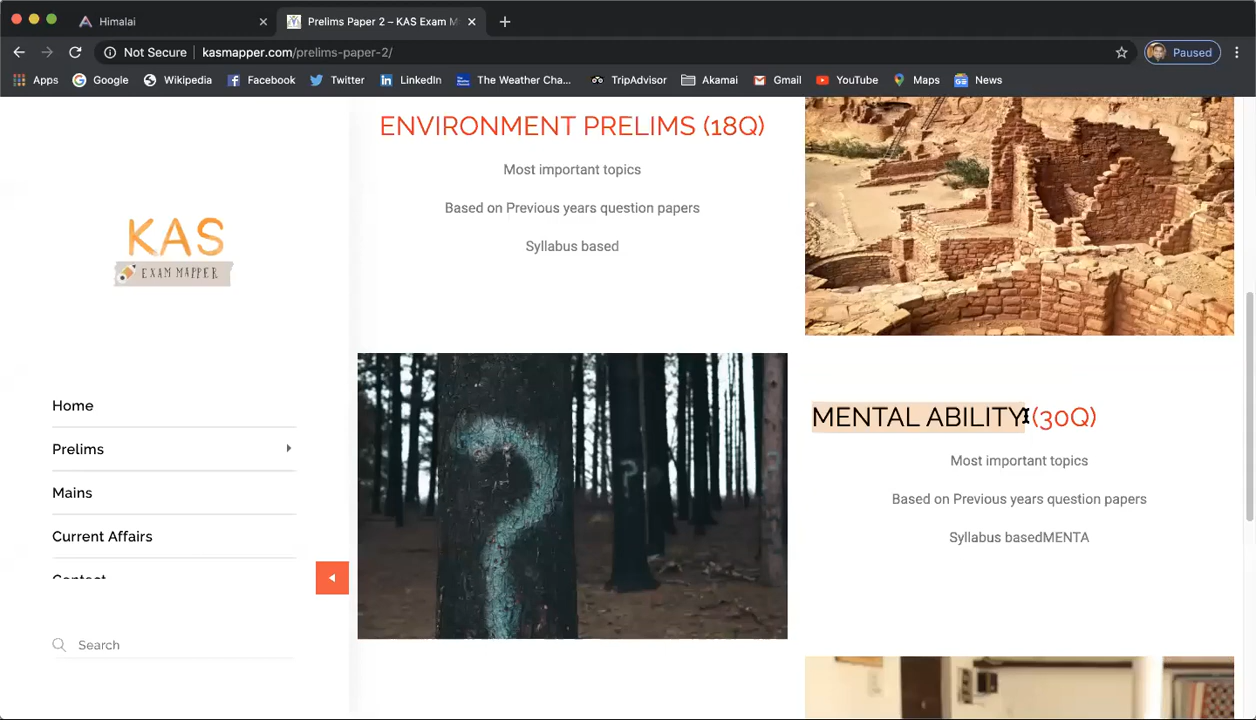 Himalai
Prelims Paper 2 – KAS Exam M
Not Secure
kasmapper.com/prelims-paper-2/
Paused
Apps
Google
Wikipedia
Facebook
Twitter
LinkedIn
The Weather Cha...
TripAdvisor
Akamai
Gmail
YouTube
Maps
News
KAS
EXAM MAPPER
Home
Prelims
Mains
Current Affairs
Contact
Search
ENVIRONMENT PRELIMS (18Q)
Most important topics
Based on Previous years question papers
Syllabus based
MENTAL ABILITY (30Q)
Most important topics
Based on Previous years question papers
Syllabus basedMENTA